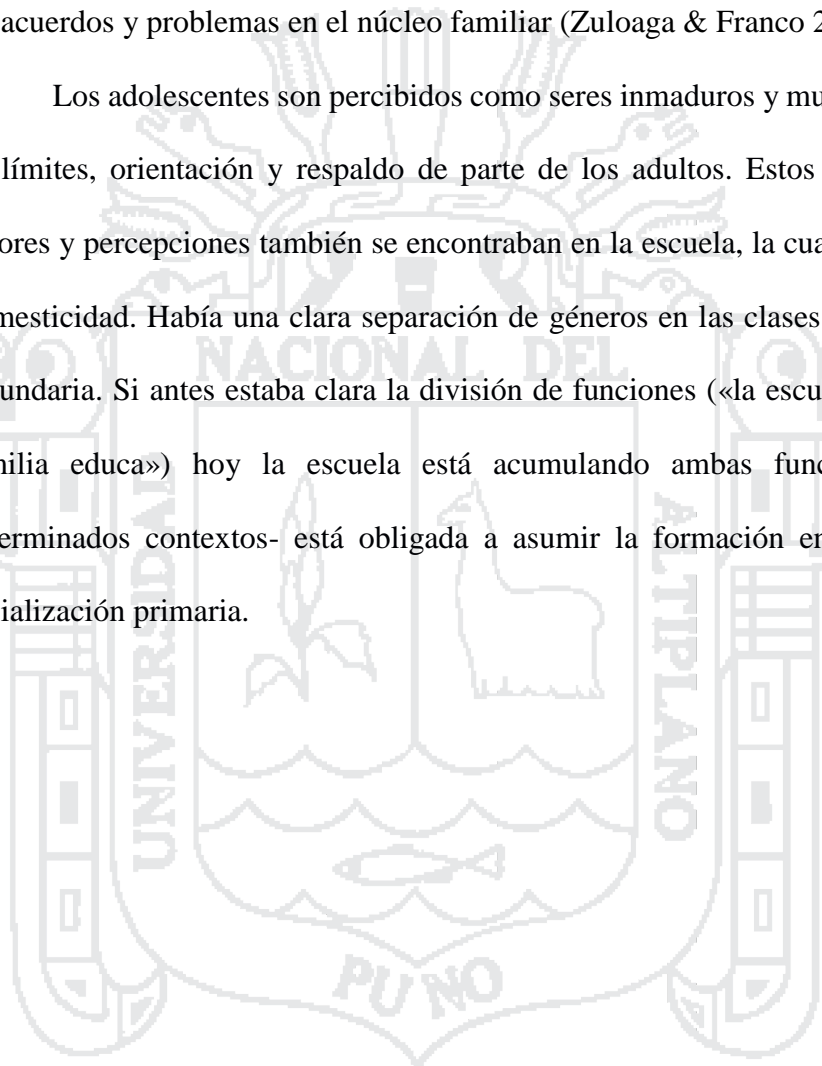 acuerdos y problemas en el núcleo familiar (Zuloaga & Franco 2
Los adolescentes son percibidos como seres inmaduros y mu
límites, orientación y respaldo de parte de los adultos. Estos
ores y percepciones también se encontraban en la escuela, la cua
mesticidad. Había una clara separación de géneros en las clases
undaria. Si antes estaba clara la división de funciones («la escu
milia educa») hoy la escuela está acumulando ambas func
erminados contextos- está obligada a asumir la formación en
ialización primaria.
NACIONAL DEL
UNIVERSIDAD
ALTIPLANO
PUNO